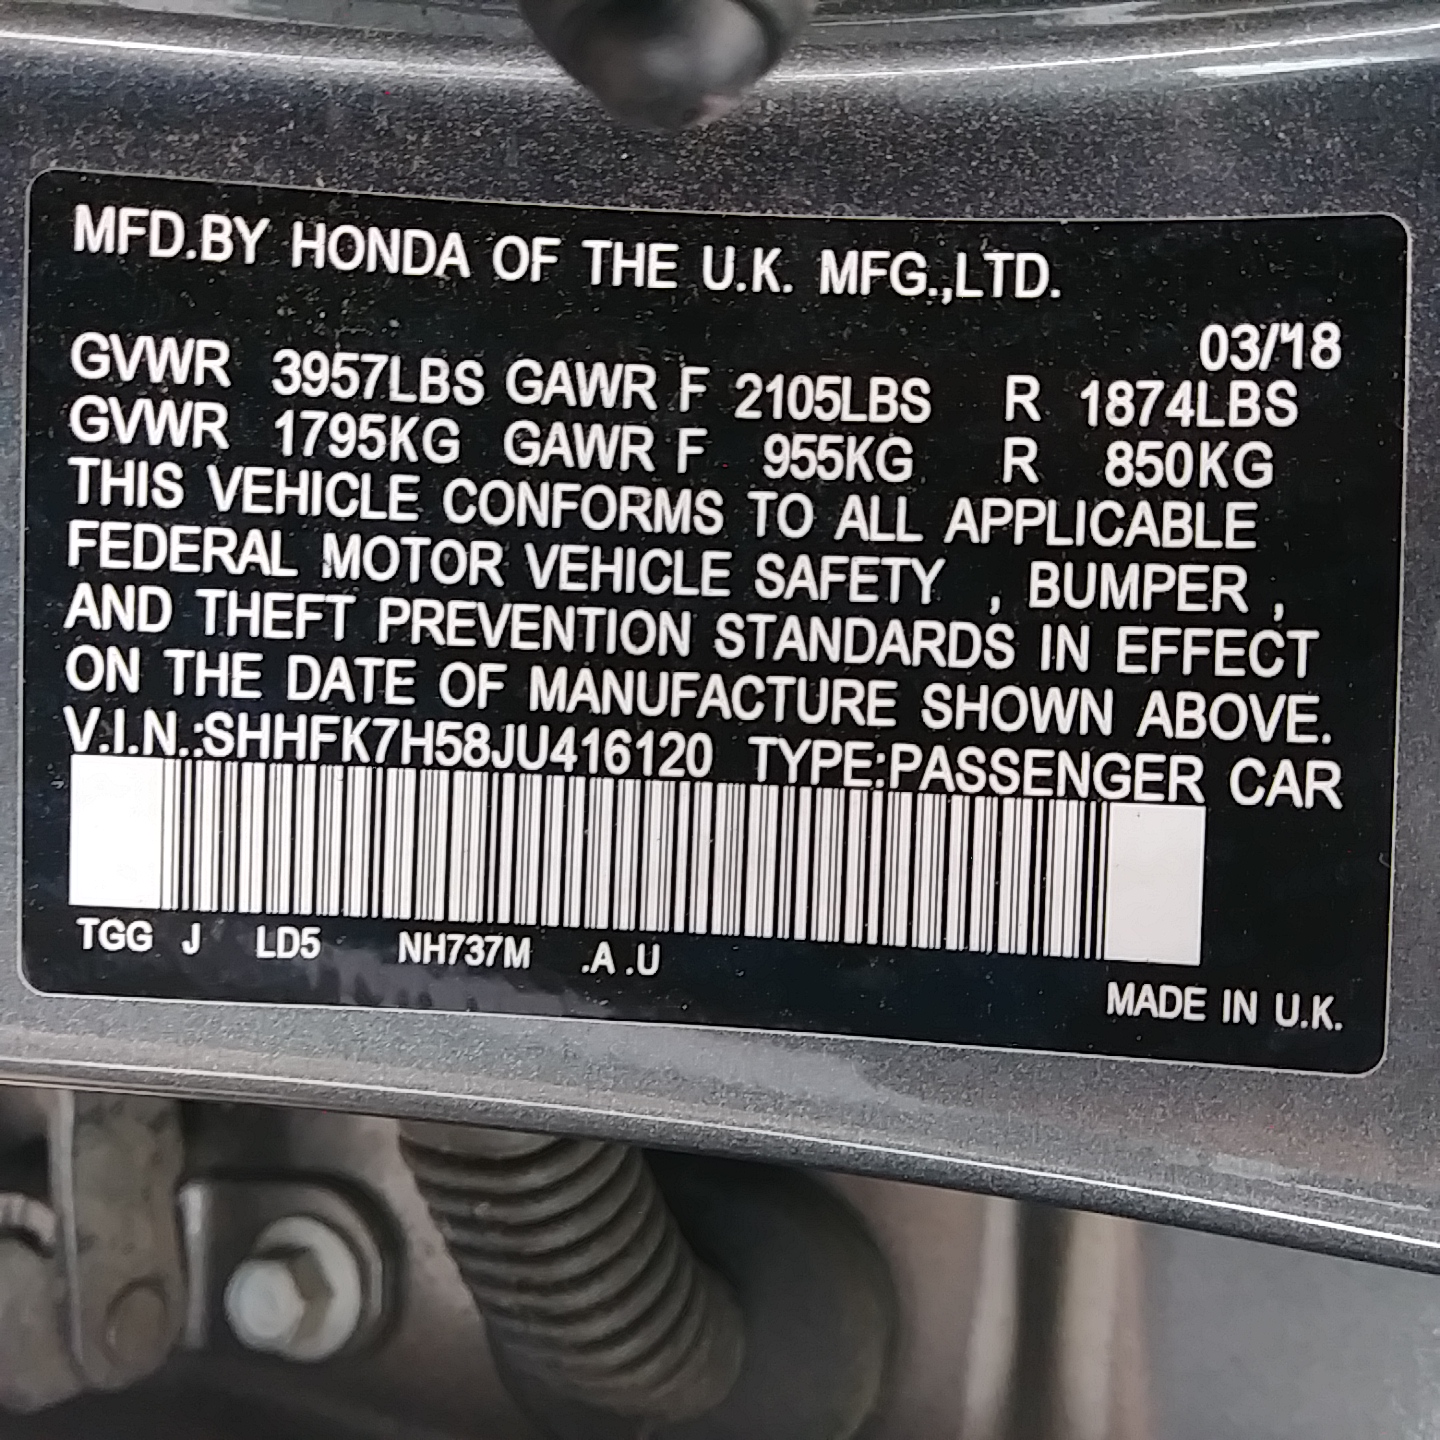 MFD.BY HONDA OF THE U.K. MFG.,LTD.
03/'18
GVWR 3957LBS GAWR F 2105LBS R 1874LBS
GVWR 1795KG GAWR F 955KG R 850KG
THIS VEHICLE CONFORMS TO ALL APPLICABLE
FEDERAL MOTOR VEHICLE SAFETY , BUMPER ,
AND THEFT PREVENTION STANDARDS IN EFFECT
ON THE DATE OF MANUFACTURE SHOWN ABOVE.
V.I.N.:SHHFK7H58JU416120 TYPE:PASSENGER CAR
TGG J LD5 NH737M .A .U
MADE IN U.K.